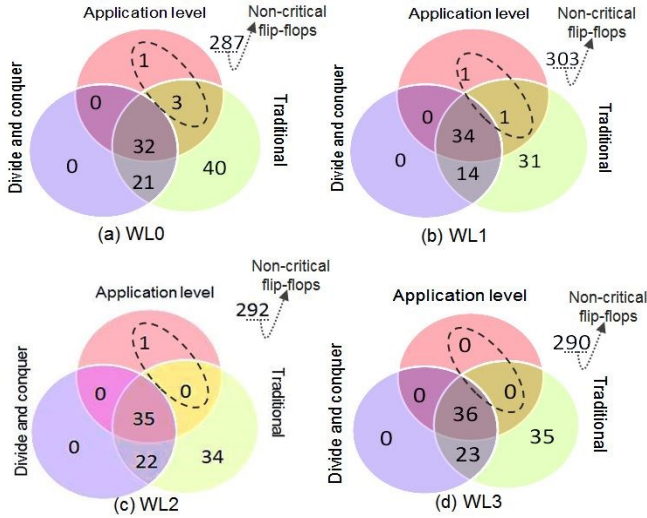 Application level
287
Non-critical
flip-flops
Divide and conquer
Traditional
1
0
3
32
0
21
40
(a) WL0
Application level
303
Non-critical
flip-flops
Divide and conquer
Traditional
1
0
1
34
0
14
31
(b) WL1
Application level
292
Non-critical
flip-flops
Divide and conquer
Traditional
1
0
0
35
0
22
34
(c) WL2
Application level
290
Non-critical
flip-flops
Divide and conquer
Traditional
0
0
0
36
0
23
35
(d) WL3